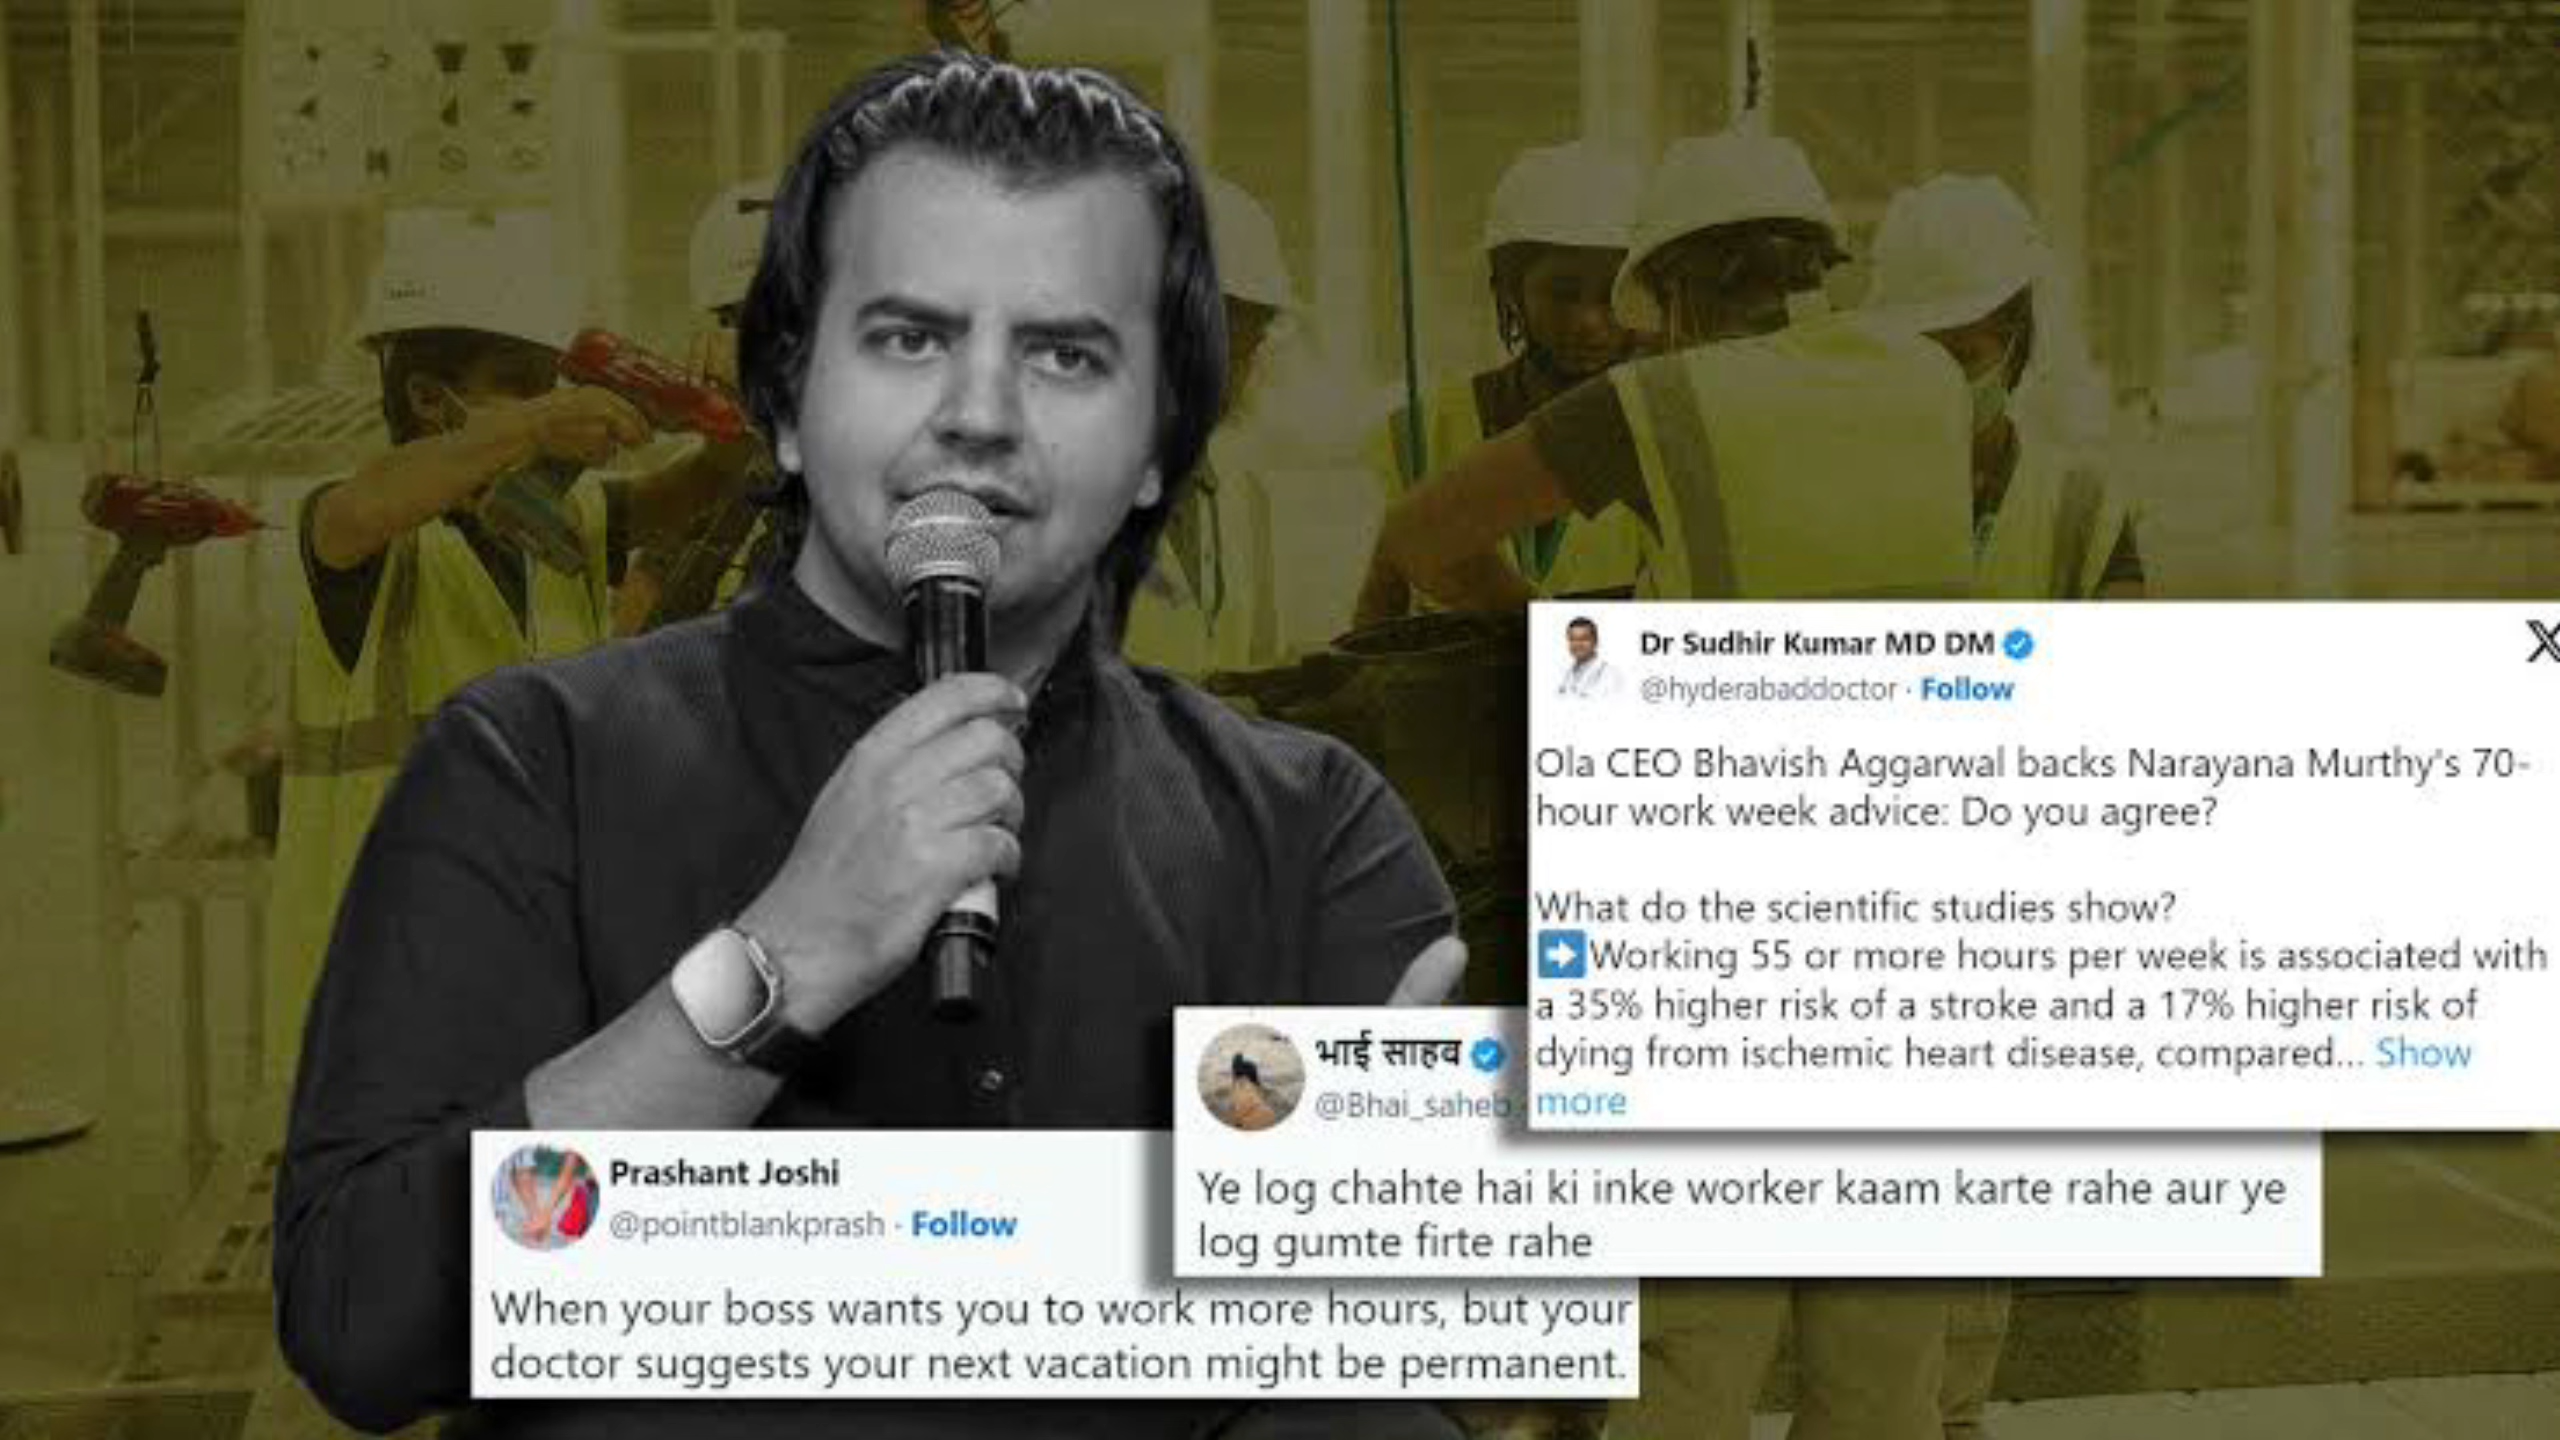 Dr Sudhir Kumar MD DM
@hyderabaddoctor · Follow
Ola CEO Bhavish Aggarwal backs Narayana Murthy's 70-
hour work week advice: Do you agree?
What do the scientific studies show?
➡Working 55 or more hours per week is associated with
a 35% higher risk of a stroke and a 17% higher risk of
dying from ischemic heart disease, compared... Show
more
भाई साहब
@Bhai_saheb
Ye log chahte hai ki inke worker kaam karte rahe aur ye
log gumte firte rahe
Prashant Joshi
@pointblankprash · Follow
When your boss wants you to work more hours, but your
doctor suggests your next vacation might be permanent.